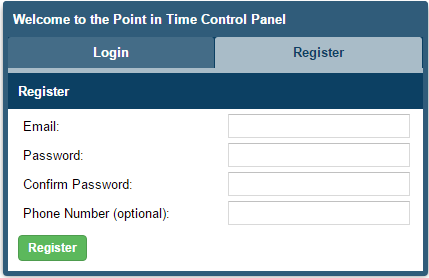 Welcome to the Point in Time Control Panel
Login Register
Register
Email:
Password:
Confirm Password:
Phone Number (optional):
Register